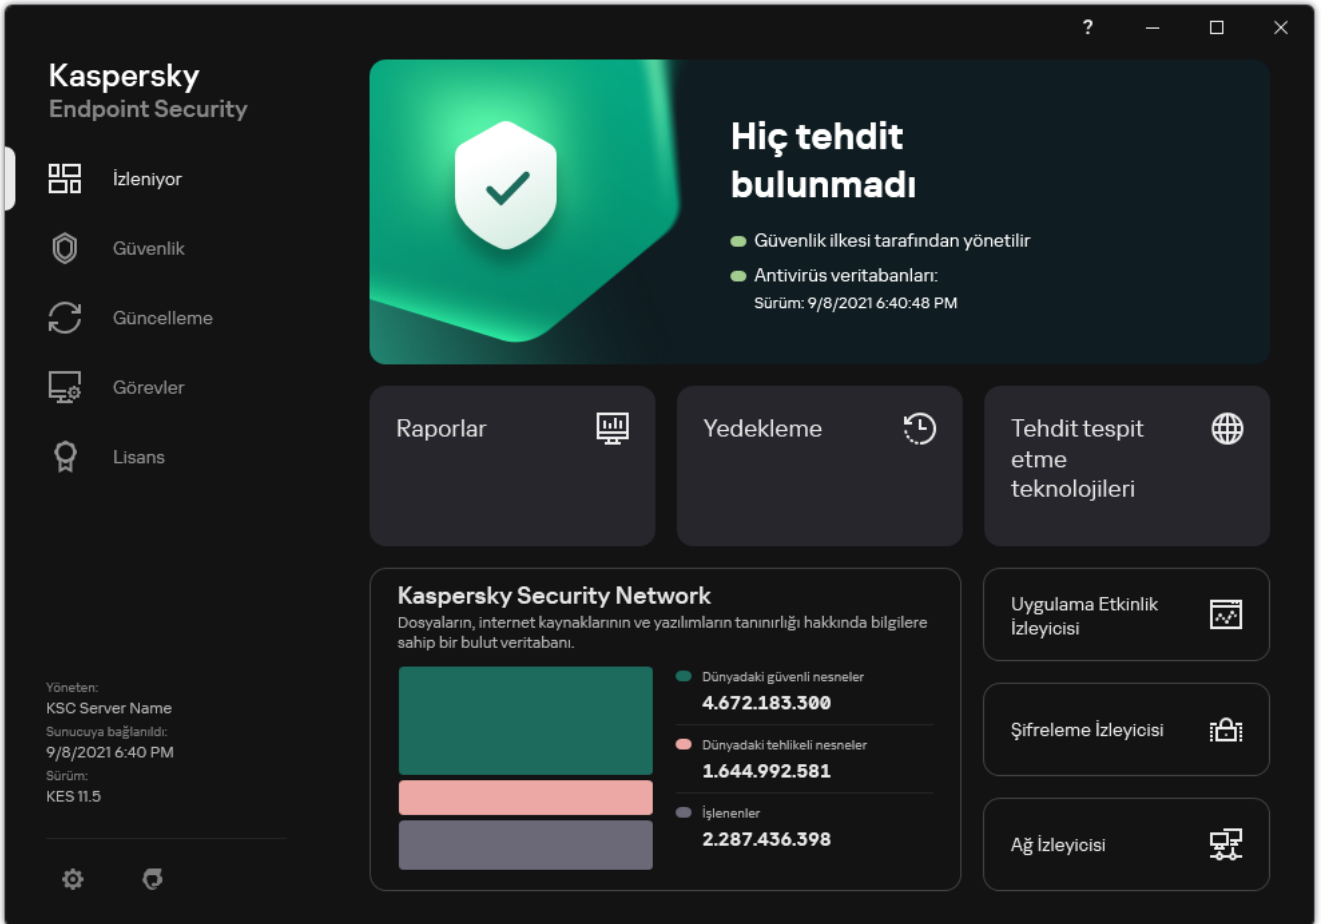 ?
Kaspersky
Endpoint Security
İzleniyor
Güvenlik
Güncelleme
Görevler
Lisans
Yöneten:
KSC Server Name
Sunucuya bağlanıldı:
9/8/2021 6:40 PM
Sürüm:
KES 11.5
Hiç tehdit
bulunmadı
Güvenlik ilkesi tarafından yönetilir
Antivirüs veritabanları:
Sürüm: 9/8/2021 6:40:48 PM
Raporlar
Yedekleme
Tehdit tespit
etme
teknolojileri
Kaspersky Security Network
Dosyaların, internet kaynaklarının ve yazılımların tanınırlığı hakkında bilgilere
sahip bir bulut veritabanı.
Dünyadaki güvenli nesneler
4.672.183.300
Dünyadaki tehlikeli nesneler
1.644.992.581
İşlenenler
2.287.436.398
Uygulama Etkinlik
İzleyicisi
Şifreleme İzleyicisi
Ağ İzleyicisi